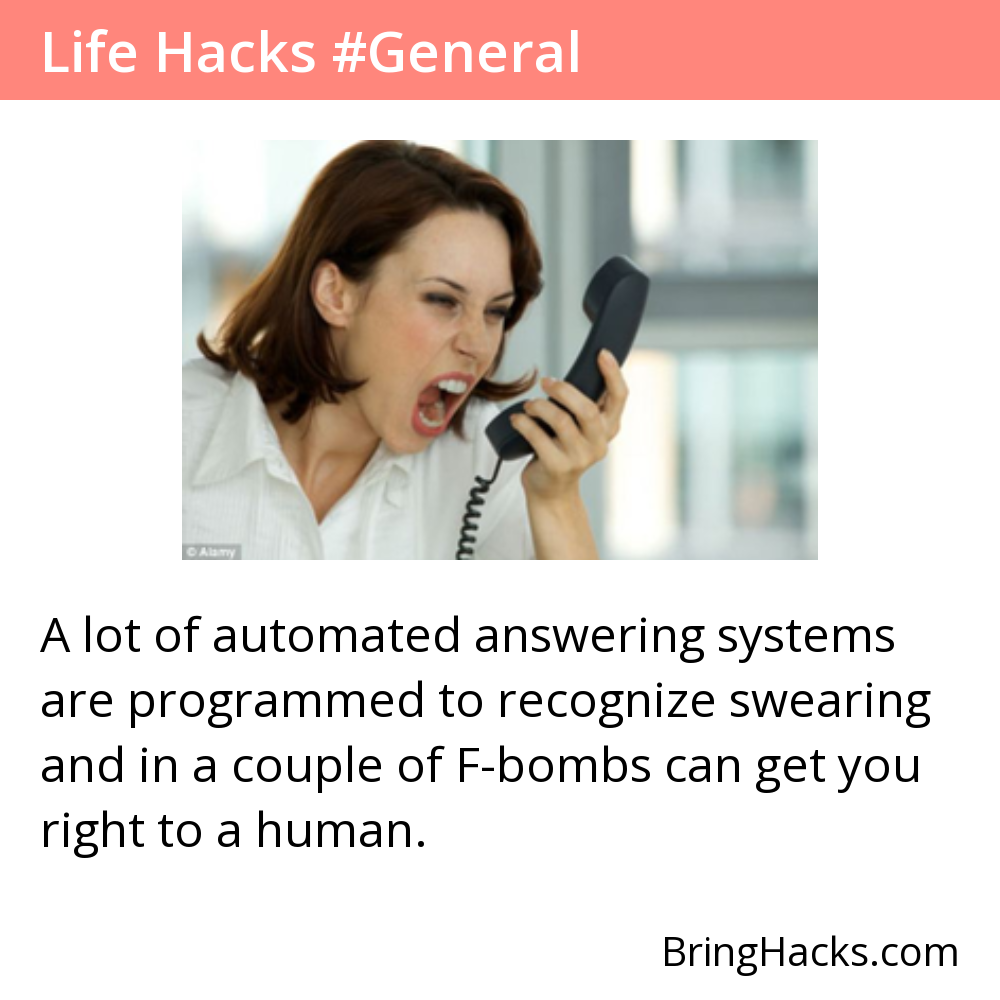 Life Hacks #General
© Alamy
A lot of automated answering systems
are programmed to recognize swearing
and in a couple of F-bombs can get you
right to a human.
BringHacks.com